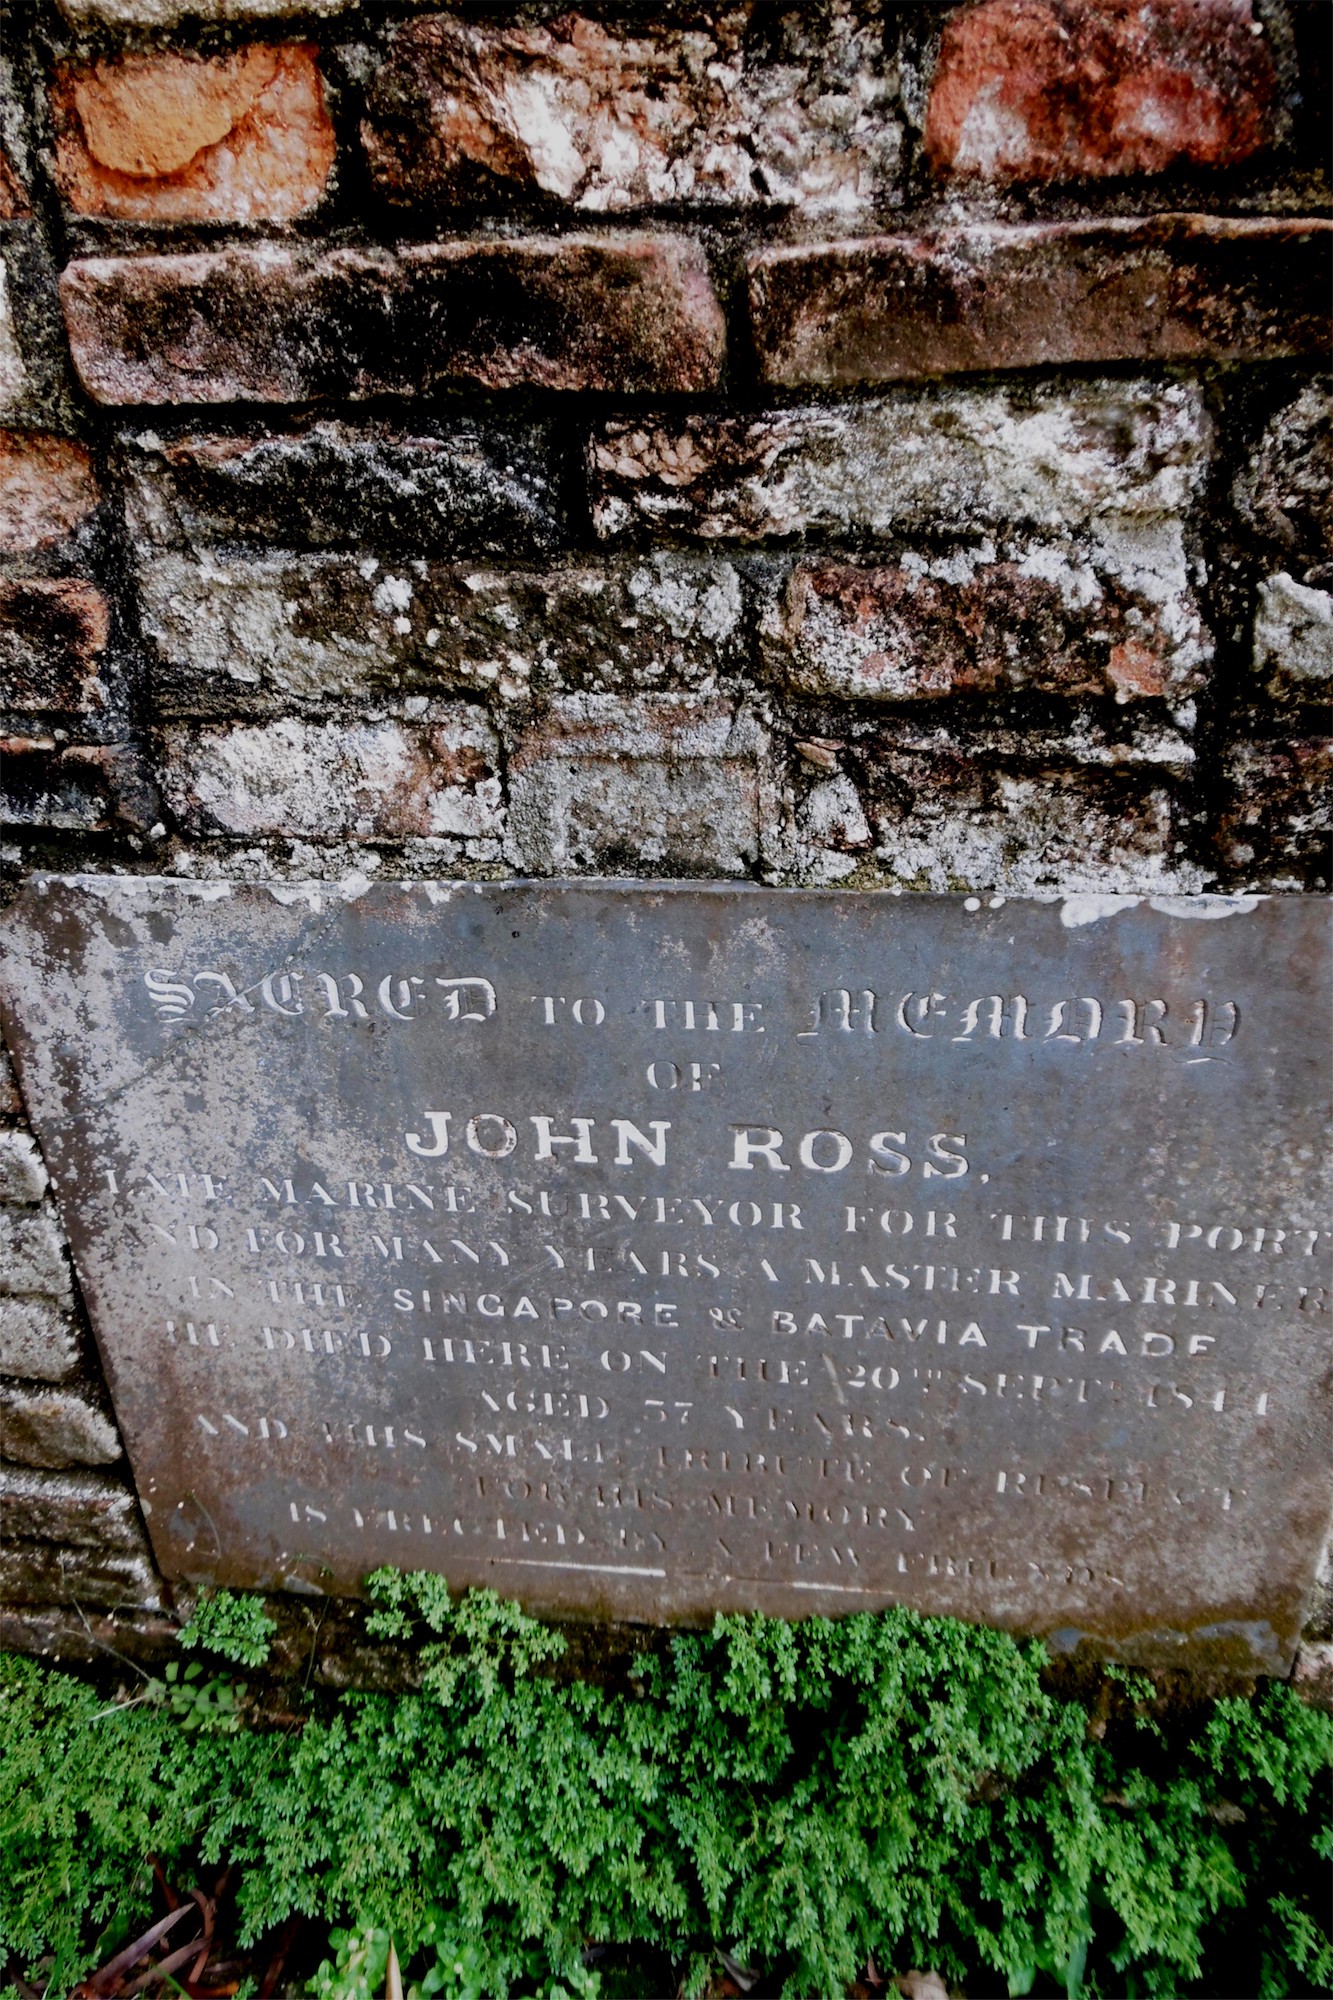 SACRED TO THE MEMORY
OF
JOHN ROSS,
LATE MARINE SURVEYOR FOR THIS PORT
AND FOR MANY YEARS A MASTER MARINER
IN THE SINGAPORE & BATAVIA TRADE
HE DIED HERE ON THE 20TH SEPTR 1844
AGED 57 YEARS.
AND THIS SMALL TRIBUTE OF RESPECT
FOR HIS MEMORY
IS ERECTED BY A FEW FRIENDS